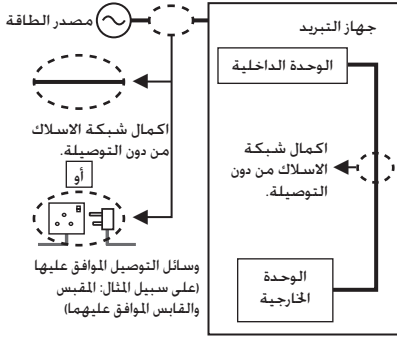 مصدر الطاقة
جهاز التبريد
الوحدة الداخلية
اكمال شبكة الاسلاك
من دون التوصيلة.
أو
اكمال شبكة
الاسلاك من دون
التوصيلة.
وسائل التوصيل الموافق عليها
(على سبيل المثال: المقبس
والقابس الموافق عليهما)
الوحدة
الخارجية